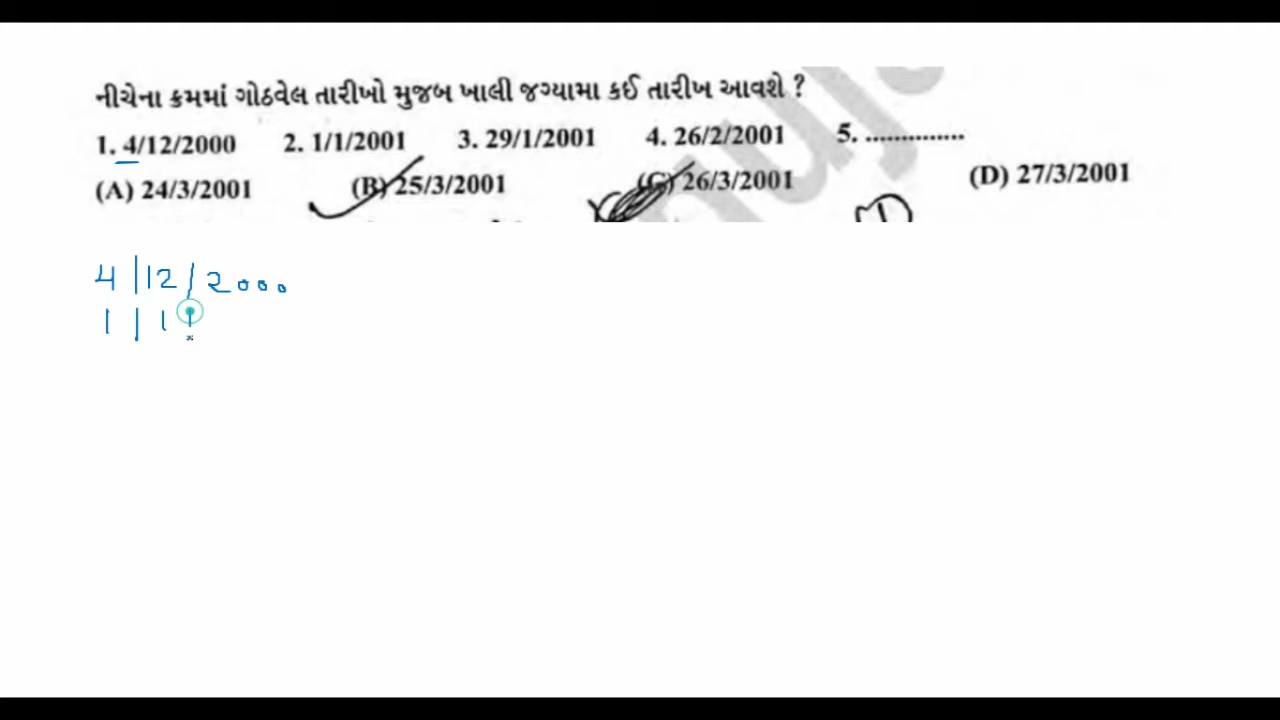 નીચેના ક્રમમાં ગોઠવેલ તારીખો મુજબ ખાલી જગ્યામા કઈ તારીખ આવશે ?
1. 4/12/2000 2. 1/1/2001 3. 29/1/2001 4. 26/2/2001 5. ..............
(A) 24/3/2001 (B) 25/3/2001 (C) 26/3/2001 (D) 27/3/2001
4/12/2000
1/1